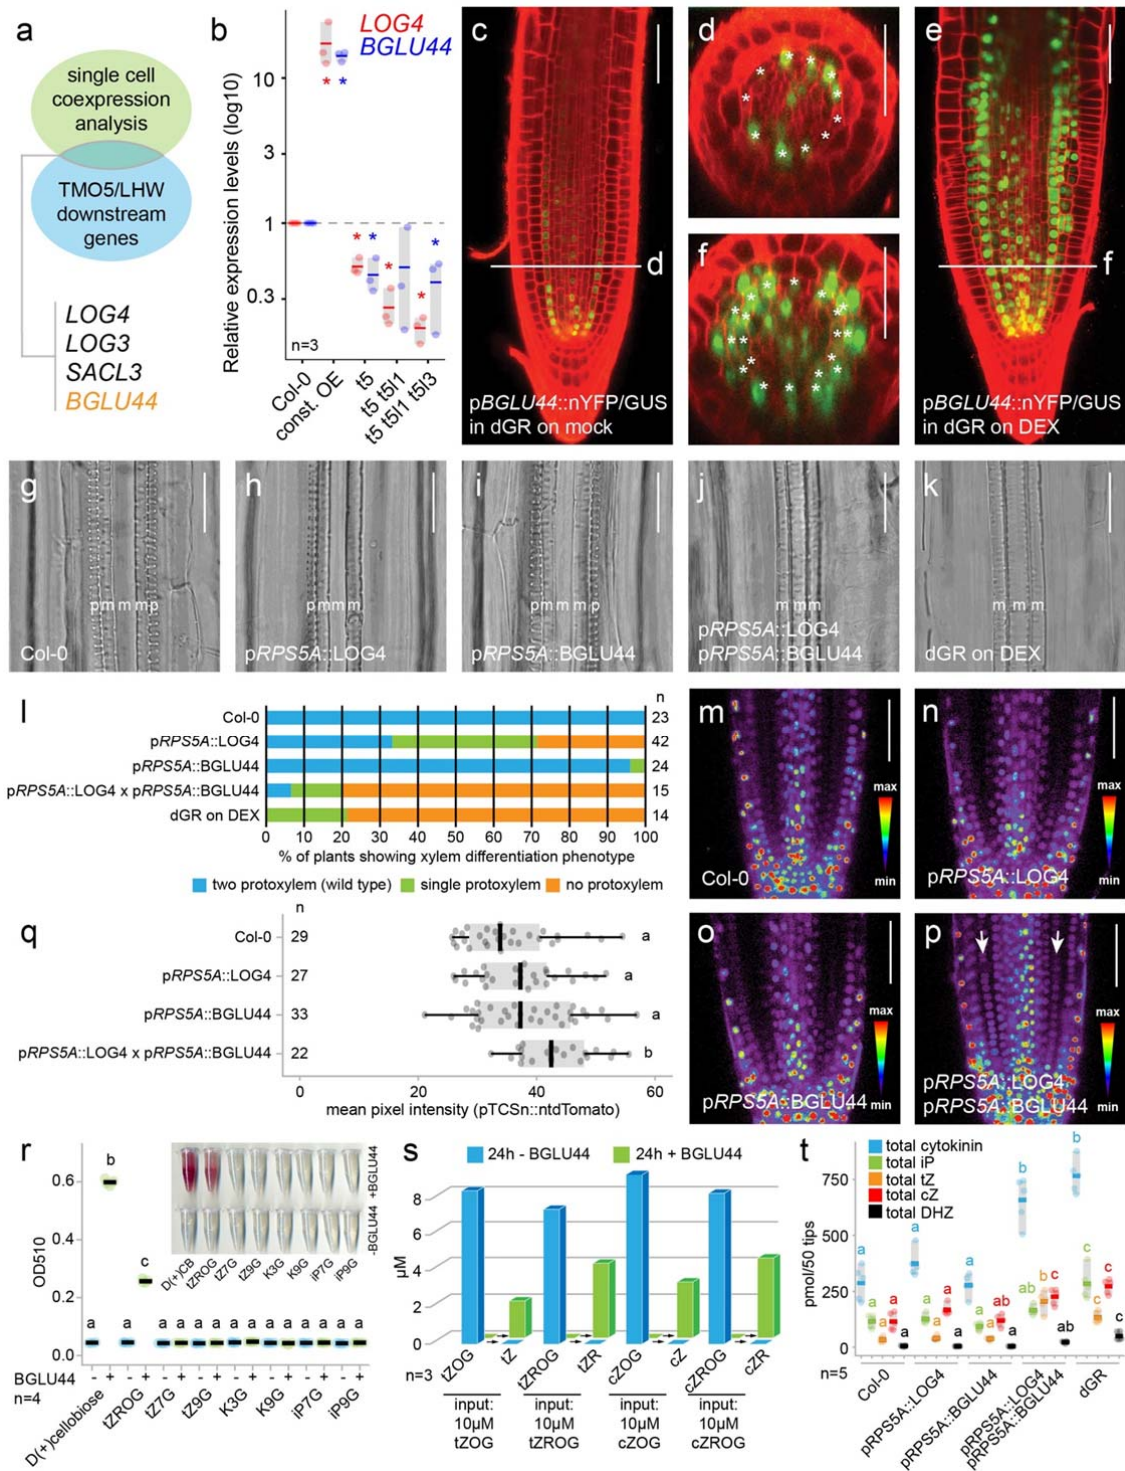 a
single cell
coexpression
analysis
TMO5/LHW
downstream
genes
LOG4
LOG3
SACL3
BGLU44
b
LOG4
BGLU44
Relative expression levels (log10)
10
3
1
0.3
n=3
Col-0
const. OE
t5
t5 t5l1
t5 t5l1 t5l3
c
d
pBGLU44::nYFP/GUS
in dGR on mock
d
f
e
f
pBGLU44::nYFP/GUS
in dGR on DEX
g
p m m m p
Col-0
h
p m m m
pRPS5A::LOG4
i
p m m m p
pRPS5A::BGLU44
j
m m m
pRPS5A::LOG4
pRPS5A::BGLU44
k
m m m
dGR on DEX
l
n
Col-0
23
pRPS5A::LOG4
42
pRPS5A::BGLU44
24
pRPS5A::LOG4 x pRPS5A::BGLU44
15
dGR on DEX
14
0 10 20 30 40 50 60 70 80 90 100
% of plants showing xylem differentiation phenotype
two protoxylem (wild type)
single protoxylem
no protoxylem
m
max
min
Col-0
n
max
min
pRPS5A::LOG4
o
max
min
pRPS5A::BGLU44
p
max
min
pRPS5A::LOG4
pRPS5A::BGLU44
q
n
Col-0 29 a
pRPS5A::LOG4 27 a
pRPS5A::BGLU44 33 a
pRPS5A::LOG4 x pRPS5A::BGLU44 22 b
0 20 40 60
mean pixel intensity (pTCSn::ntdTomato)
r
OD510
0.6
0.4
0.2
0.0
a b a c a a a a a a a a a a a a
+BGLU44
-BGLU44
D(+)CB
tZROG
tZ7G
tZ9G
K3G
K9G
iP7G
iP9G
BGLU44 - + - + - + - + - + - + - + - +
n=4
D(+)cellobiose
tZROG
tZ7G
tZ9G
K3G
K9G
iP7G
iP9G
s
24h - BGLU44
24h + BGLU44
µM
8
6
4
2
0
n=3
tZOG
tZ
tZROG
tZR
cZOG
cZ
cZROG
cZR
input:
10µM
tZOG
input:
10µM
tZROG
input:
10µM
cZOG
input:
10µM
cZROG
t
total cytokinin
total iP
total tZ
total cZ
total DHZ
pmol/50 tips
750
500
250
0
a a a a a
a a a a a
a a a ab a
b a b c ab
b c c c c
n=5
Col-0
pRPS5A::LOG4
pRPS5A::BGLU44
pRPS5A::LOG4
pRPS5A::BGLU44
dGR